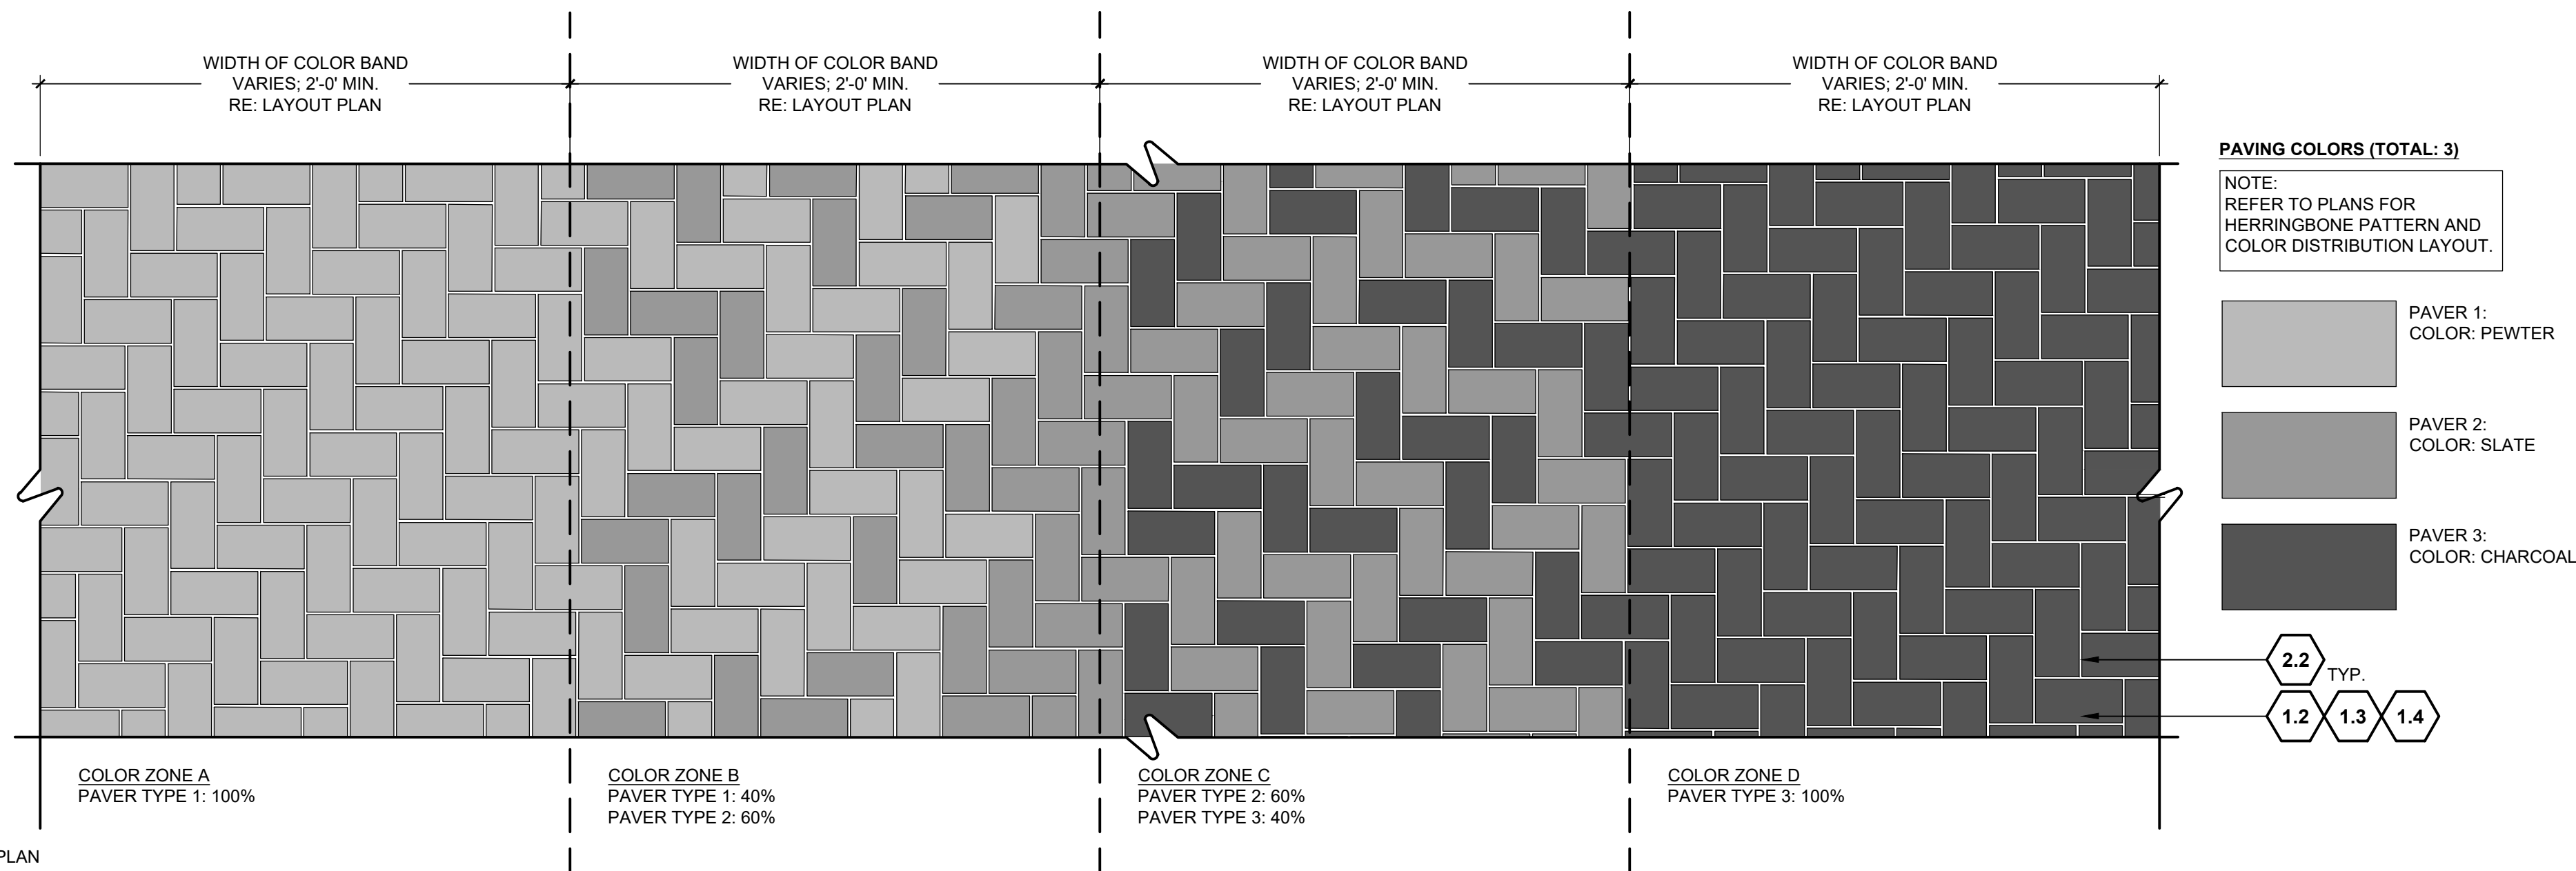 WIDTH OF COLOR BAND
VARIES; 2'-0' MIN.
RE: LAYOUT PLAN
WIDTH OF COLOR BAND
VARIES; 2'-0' MIN.
RE: LAYOUT PLAN
WIDTH OF COLOR BAND
VARIES; 2'-0' MIN.
RE: LAYOUT PLAN
WIDTH OF COLOR BAND
VARIES; 2'-0' MIN.
RE: LAYOUT PLAN
PAVING COLORS (TOTAL: 3)
NOTE:
REFER TO PLANS FOR
HERRINGBONE PATTERN AND
COLOR DISTRIBUTION LAYOUT.
PAVER 1:
COLOR: PEWTER
PAVER 2:
COLOR: SLATE
PAVER 3:
COLOR: CHARCOAL
2.2 TYP.
1.2 1.3 1.4
COLOR ZONE A
PAVER TYPE 1: 100%
COLOR ZONE B
PAVER TYPE 1: 40%
PAVER TYPE 2: 60%
COLOR ZONE C
PAVER TYPE 2: 60%
PAVER TYPE 3: 40%
COLOR ZONE D
PAVER TYPE 3: 100%
PLAN